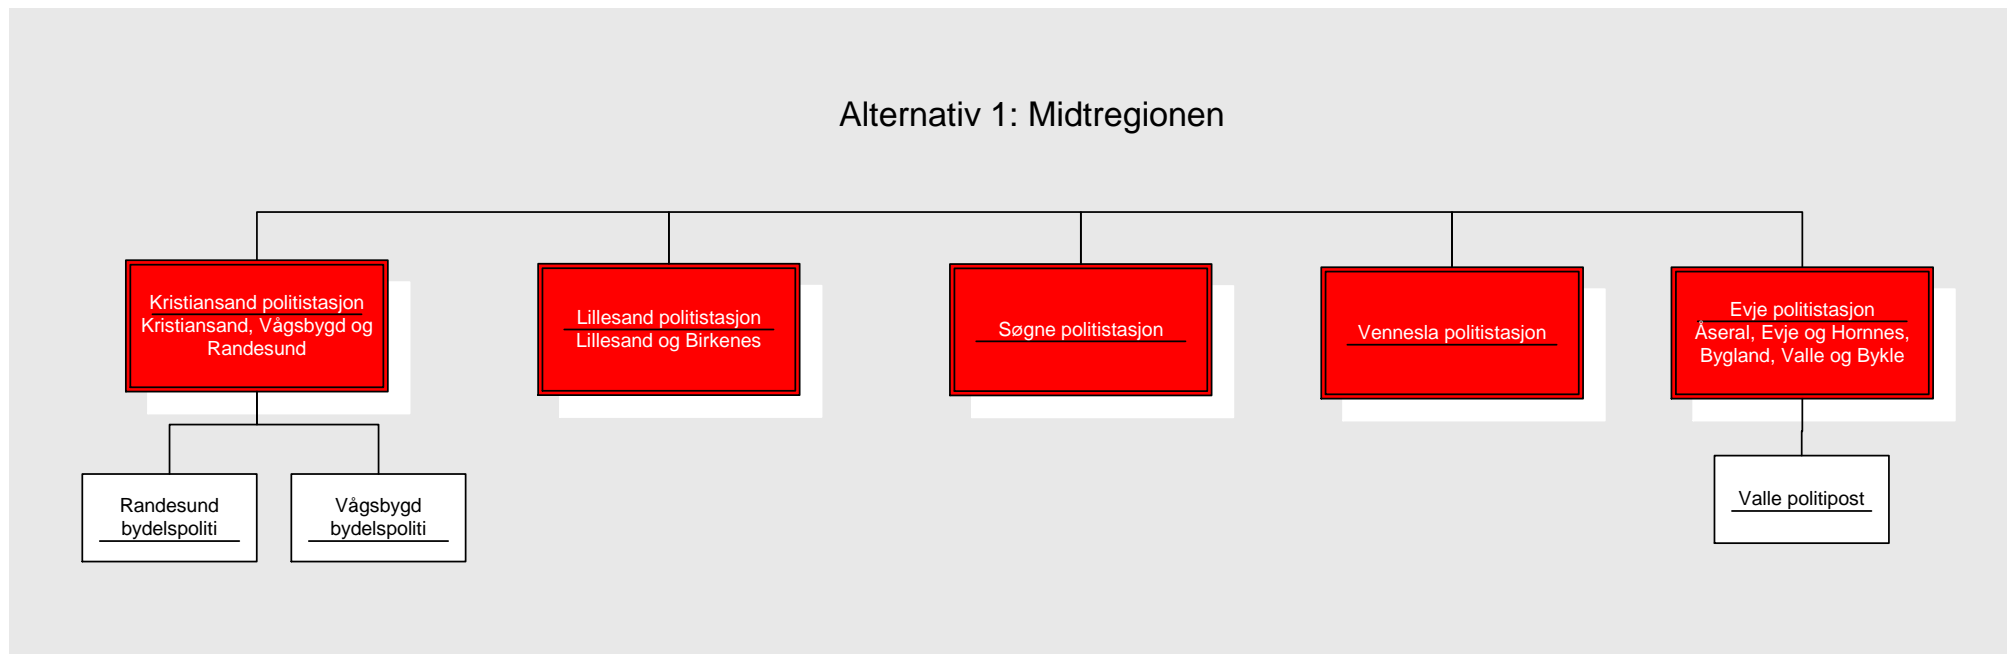 Alternativ 1: Midtregionen
Kristiansand politistasjon
Kristiansand, Vågsbygd og
Randesund
Lillesand politistasjon
Lillesand og Birkenes
Søgne politistasjon
Vennesla politistasjon
Evje politistasjon
Åseral, Evje og Hornnes,
Bygland, Valle og Bykle
Randesund
bydelspoliti
Vågsbygd
bydelspoliti
Valle politipost